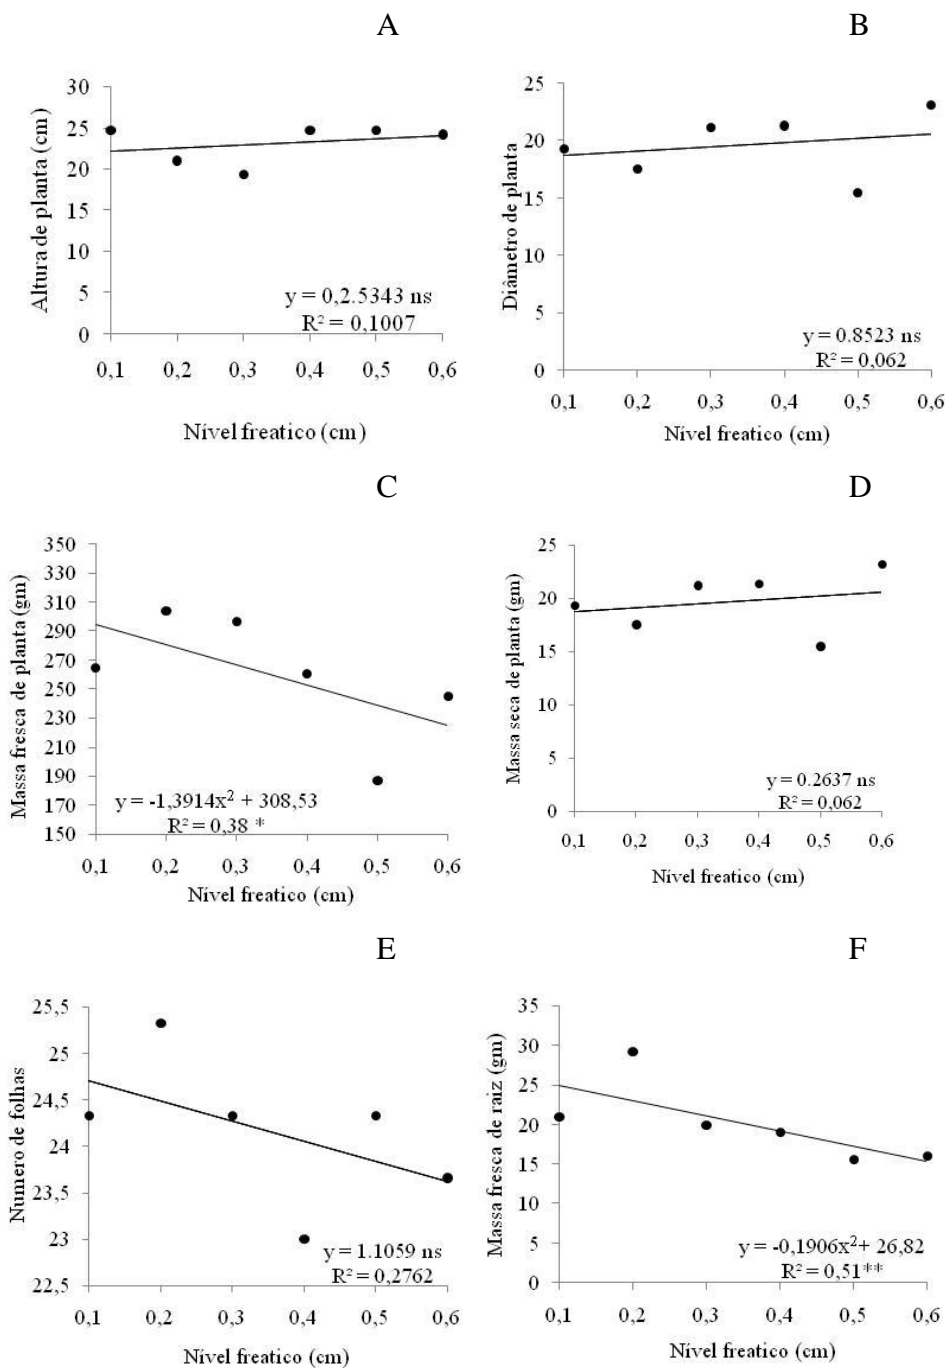 A
30
25
20
15
10
5
0
Altura de planta (cm)
y = 0,2.5343 ns
R² = 0,1007
0,1 0,2 0,3 0,4 0,5 0,6
Nível freatico (cm)
B
25
20
15
10
5
0
Diâmetro de planta
y = 0.8523 ns
R² = 0,062
0,1 0,2 0,3 0,4 0,5 0,6
Nível freatico (cm)
C
350
330
310
290
270
250
230
210
190
170
150
Massa fresca de planta (gm)
y = -1,3914x² + 308,53
R² = 0,38 *
0,1 0,2 0,3 0,4 0,5 0,6
Nível freatico (cm)
D
25
20
15
10
5
0
Massa seca de planta (gm)
y = 0.2637 ns
R² = 0,062
0,1 0,2 0,3 0,4 0,5 0,6
Nível freatico (cm)
E
25,5
25
24,5
24
23,5
23
22,5
Numero de folhas
y = 1.1059 ns
R² = 0,2762
0,1 0,2 0,3 0,4 0,5 0,6
Nível freatico (cm)
F
35
30
25
20
15
10
5
0
Massa fresca de raiz (gm)
y = -0,1906x²+ 26,82
R² = 0,51**
0,1 0,2 0,3 0,4 0,5 0,6
Nível freatico (cm)